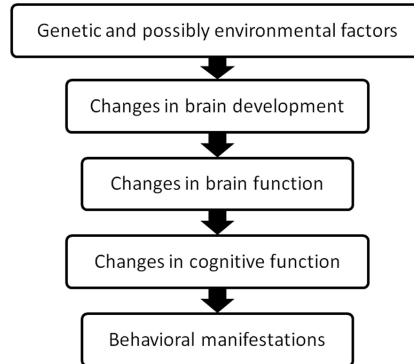 Genetic and possibly environmental factors
Changes in brain development
Changes in brain function
Changes in cognitive function
Behavioral manifestations